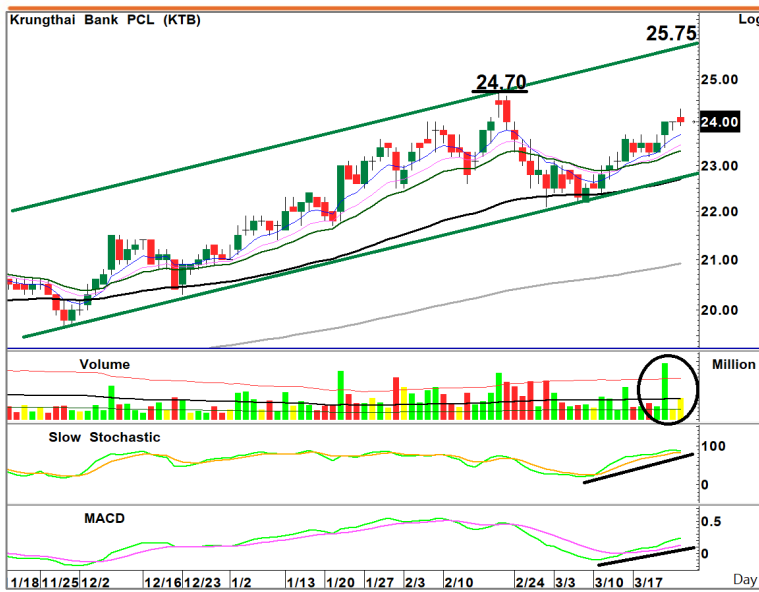 Krungthai Bank PCL (KTB) Log
25.75
24.70
25.00
24.00
23.00
22.00
21.00
20.00
Volume Million
Slow Stochastic
100
0
MACD
0.5
0
1/18 11/25 12/2 12/16 12/23 1/2 1/13 1/20 1/27 2/3 2/10 2/24 3/3 3/10 3/17 Day